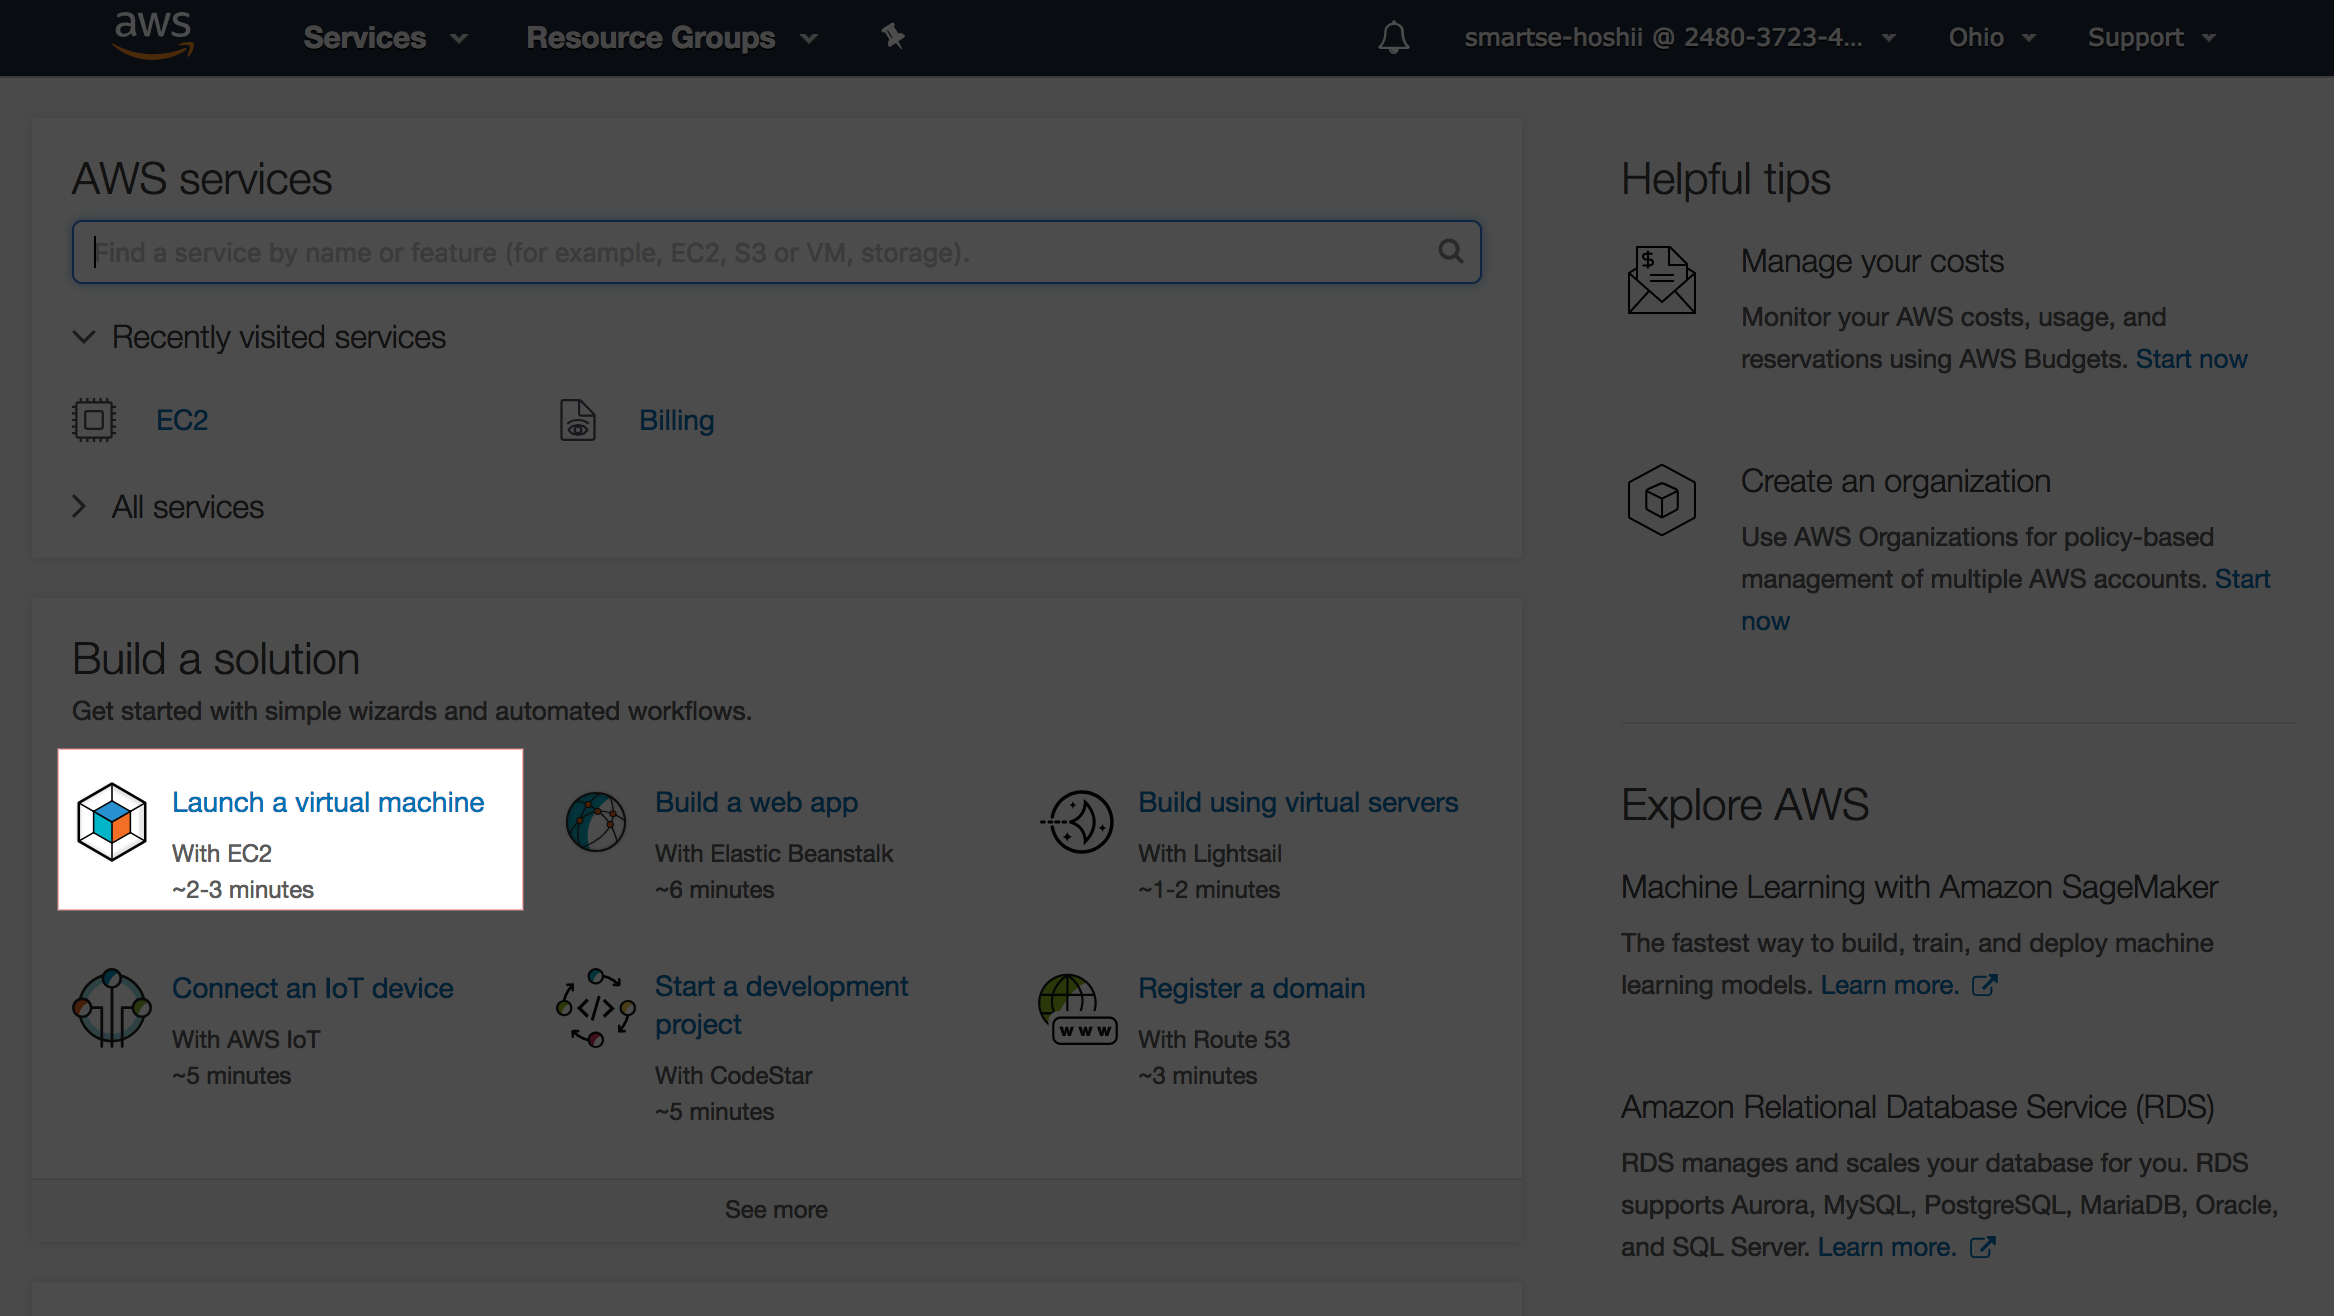 aws
Services
Resource Groups
smartse-hoshii @ 2480-3723-4...
Ohio
Support
AWS services
Find a service by name or feature (for example, EC2, S3 or VM, storage).
Recently visited services
EC2
Billing
All services
Build a solution
Get started with simple wizards and automated workflows.
Launch a virtual machine
With EC2
~2-3 minutes
Build a web app
With Elastic Beanstalk
~6 minutes
Build using virtual servers
With Lightsail
~1-2 minutes
Connect an IoT device
With AWS IoT
~5 minutes
Start a development
project
With CodeStar
~5 minutes
www
Register a domain
With Route 53
~3 minutes
See more
Helpful tips
Manage your costs
Monitor your AWS costs, usage, and
reservations using AWS Budgets. Start now
Create an organization
Use AWS Organizations for policy-based
management of multiple AWS accounts. Start
now
Explore AWS
Machine Learning with Amazon SageMaker
The fastest way to build, train, and deploy machine
learning models. Learn more.
Amazon Relational Database Service (RDS)
RDS manages and scales your database for you. RDS
supports Aurora, MySQL, PostgreSQL, MariaDB, Oracle,
and SQL Server. Learn more.